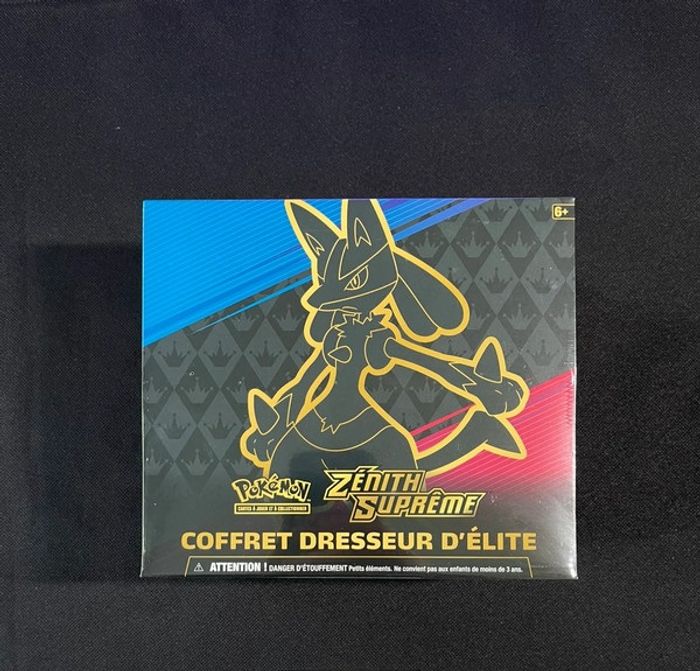 6+
POKéMON
CARTES À JOUER ET À COLLECTIONNER
ZÉNITH
SUPRÊME
COFFRET DRESSEUR D'ÉLITE
ATTENTION ! DANGER D'ÉTOUFFEMENT Petits éléments. Ne convient pas aux enfants de moins de 3 ans.